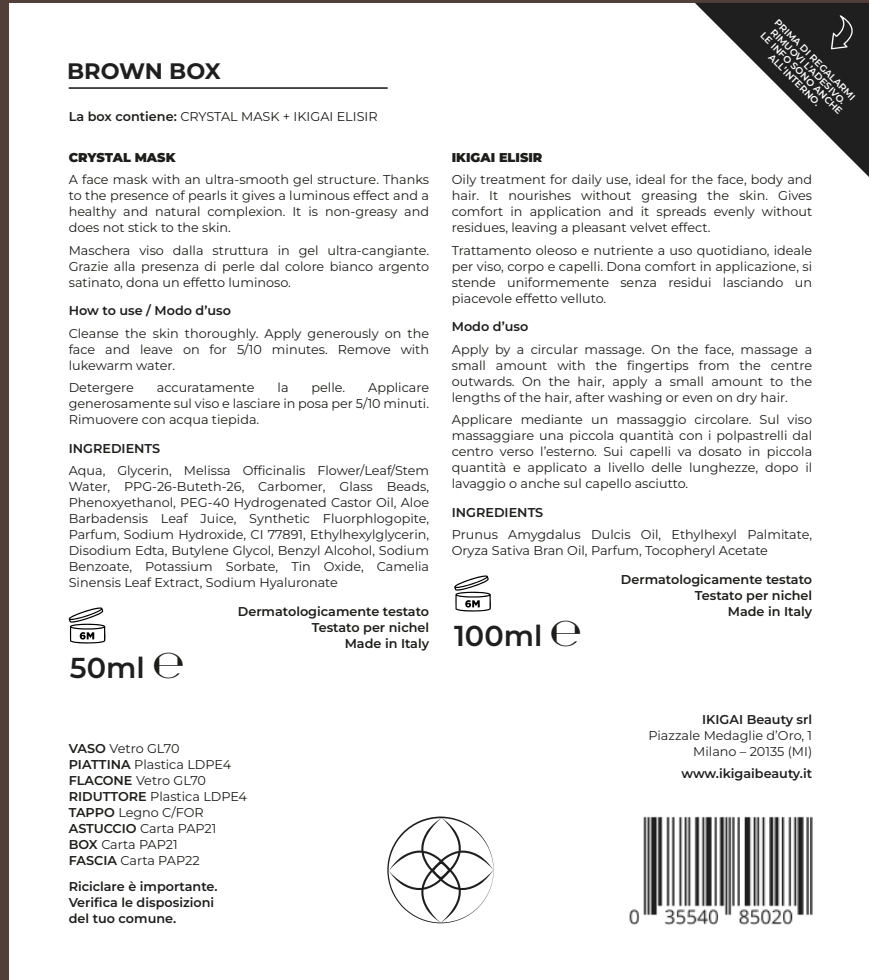 PRIMA DI REGALARMI
RIMUOVI L'ADESIVO.
LE INFO SONO ANCHE
ALL'INTERNO.
BROWN BOX
La box contiene: CRYSTAL MASK + IKIGAI ELISIR
CRYSTAL MASK
A face mask with an ultra-smooth gel structure. Thanks
to the presence of pearls it gives a luminous effect and a
healthy and natural complexion. It is non-greasy and
does not stick to the skin.
Maschera viso dalla struttura in gel ultra-cangiante.
Grazie alla presenza di perle dal colore bianco argento
satinato, dona un effetto luminoso.
How to use / Modo d'uso
Cleanse the skin thoroughly. Apply generously on the
face and leave on for 5/10 minutes. Remove with
lukewarm water.
Detergere accuratamente la pelle. Applicare
generosamente sul viso e lasciare in posa per 5/10 minuti.
Rimuovere con acqua tiepida.
INGREDIENTS
Aqua, Glycerin, Melissa Officinalis Flower/Leaf/Stem
Water, PPG-26-Buteth-26, Carbomer, Glass Beads,
Phenoxyethanol, PEG-40 Hydrogenated Castor Oil, Aloe
Barbadensis Leaf Juice, Synthetic Fluorphlogopite,
Parfum, Sodium Hydroxide, CI 77891, Ethylhexylglycerin,
Disodium Edta, Butylene Glycol, Benzyl Alcohol, Sodium
Benzoate, Potassium Sorbate, Tin Oxide, Camelia
Sinensis Leaf Extract, Sodium Hyaluronate
6M
Dermatologicamente testato
Testato per nichel
Made in Italy
50ml ℮
IKIGAI ELISIR
Oily treatment for daily use, ideal for the face, body and
hair. It nourishes without greasing the skin. Gives
comfort in application and it spreads evenly without
residues, leaving a pleasant velvet effect.
Trattamento oleoso e nutriente a uso quotidiano, ideale
per viso, corpo e capelli. Dona comfort in applicazione, si
stende uniformemente senza residui lasciando un
piacevole effetto velluto.
Modo d'uso
Apply by a circular massage. On the face, massage a
small amount with the fingertips from the centre
outwards. On the hair, apply a small amount to the
lengths of the hair, after washing or even on dry hair.
Applicare mediante un massaggio circolare. Sul viso
massaggiare una piccola quantità con i polpastrelli dal
centro verso l'esterno. Sui capelli va dosato in piccola
quantità e applicato a livello delle lunghezze, dopo il
lavaggio o anche sul capello asciutto.
INGREDIENTS
Prunus Amygdalus Dulcis Oil, Ethylhexyl Palmitate,
Oryza Sativa Bran Oil, Parfum, Tocopheryl Acetate
6M
Dermatologicamente testato
Testato per nichel
Made in Italy
100ml ℮
VASO Vetro GL70
PIATTINA Plastica LDPE4
FLACONE Vetro GL70
RIDUTTORE Plastica LDPE4
TAPPO Legno C/FOR
ASTUCCIO Carta PAP21
BOX Carta PAP21
FASCIA Carta PAP22
Riciclare è importante.
Verifica le disposizioni
del tuo comune.
IKIGAI Beauty srl
Piazzale Medaglie d'Oro, 1
Milano – 20135 (MI)
www.ikigaibeauty.it
0 35540 85020